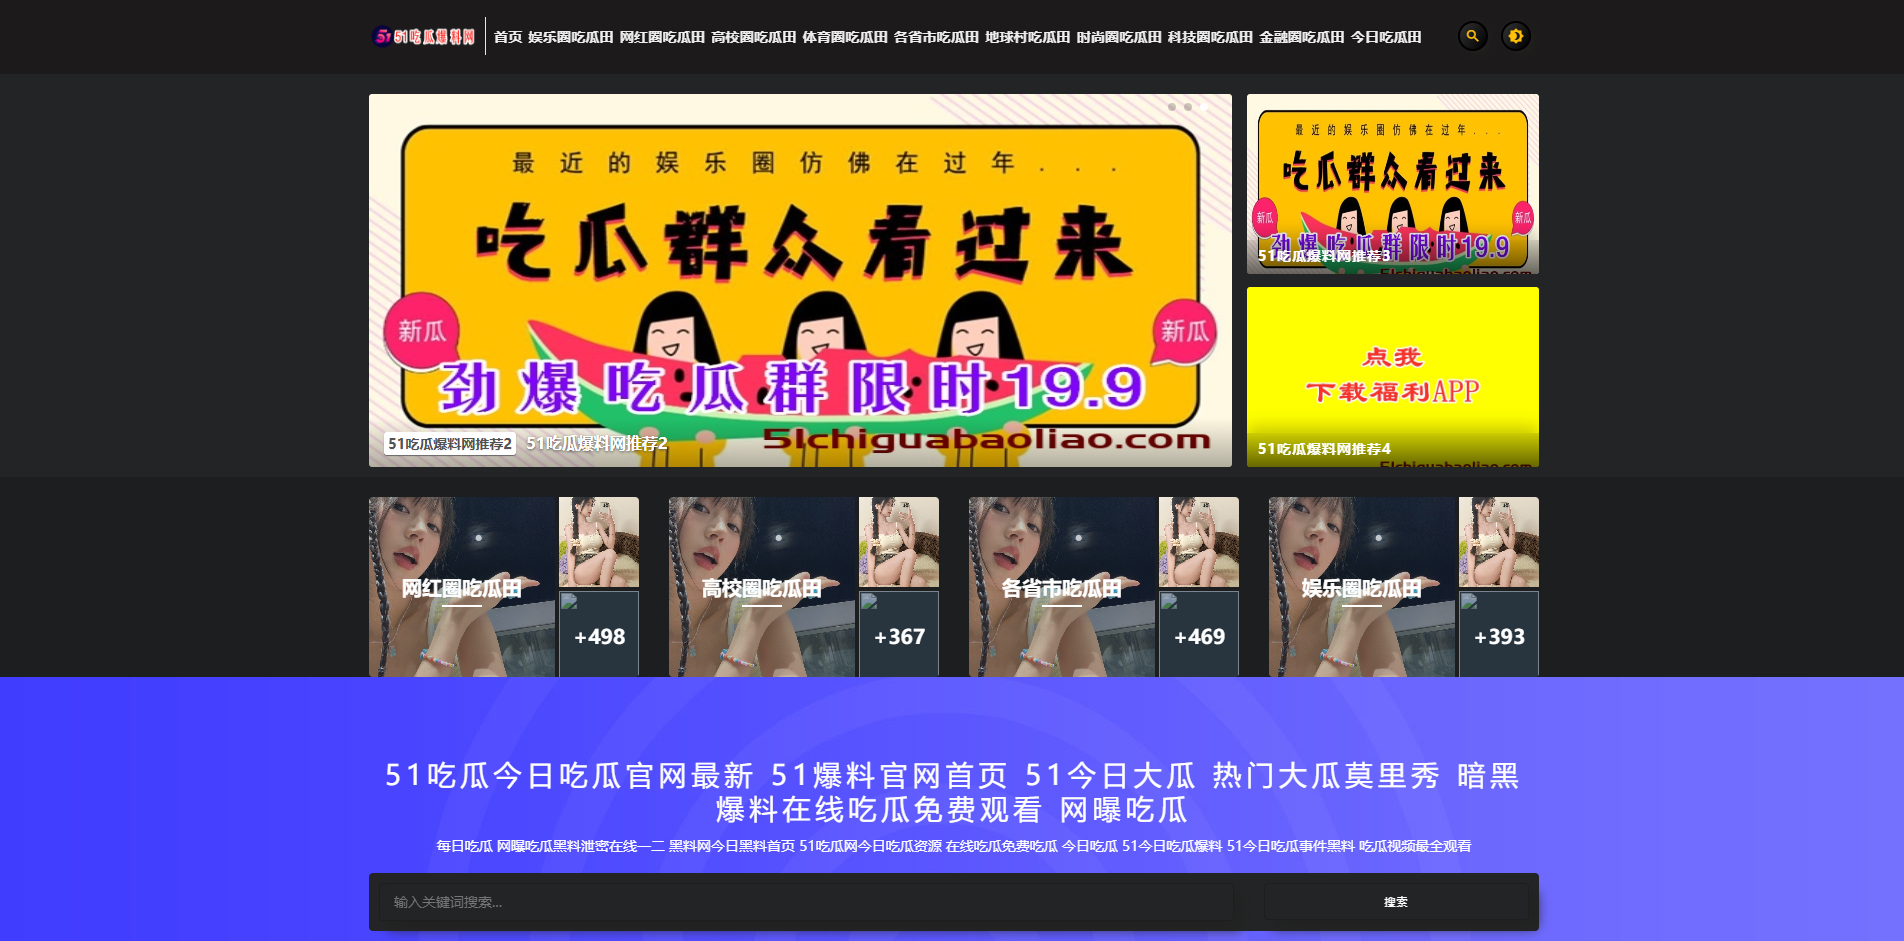 51吃瓜爆料网
首页 娱乐圈吃瓜田 网红圈吃瓜田 高校圈吃瓜田 体育圈吃瓜田 各省市吃瓜田 地球村吃瓜田 时尚圈吃瓜田 科技圈吃瓜田 金融圈吃瓜田 今日吃瓜田
最近的娱乐圈仿佛在过年...
吃瓜群众看过来
新瓜
新瓜
劲爆吃瓜群限时19.9
51吃瓜爆料网推荐2 51吃瓜爆料网推荐2
51chiguabaoliao.com
最近的娱乐圈仿佛在过年...
吃瓜群众看过来
新瓜
新瓜
劲爆吃瓜群限时19.9
51吃瓜爆料网推荐3
51chiguabaoliao.com
点我
下载福利APP
51吃瓜爆料网推荐4
51chiguabaoliao.com
网红圈吃瓜田
+498
高校圈吃瓜田
+367
各省市吃瓜田
+469
娱乐圈吃瓜田
+393
51吃瓜今日吃瓜官网最新 51爆料官网首页 51今日大瓜 热门大瓜莫里秀 暗黑
爆料在线吃瓜免费观看 网曝吃瓜
每日吃瓜 网曝吃瓜黑料泄密在线一二 黑料网今日黑料首页 51吃瓜网今日吃瓜资源 在线吃瓜免费吃瓜 今日吃瓜 51今日吃瓜爆料 51今日吃瓜事件黑料 吃瓜视频最全观看
输入关键词搜索...
搜索